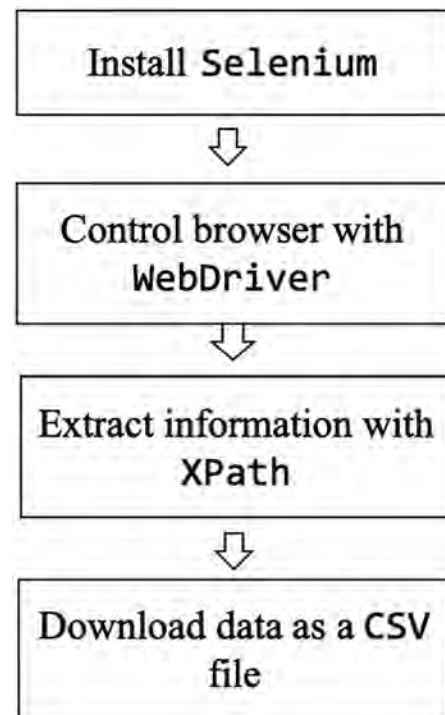 Install Selenium
Control browser with
WebDriver
Extract information with
XPath
Download data as a CSV
file